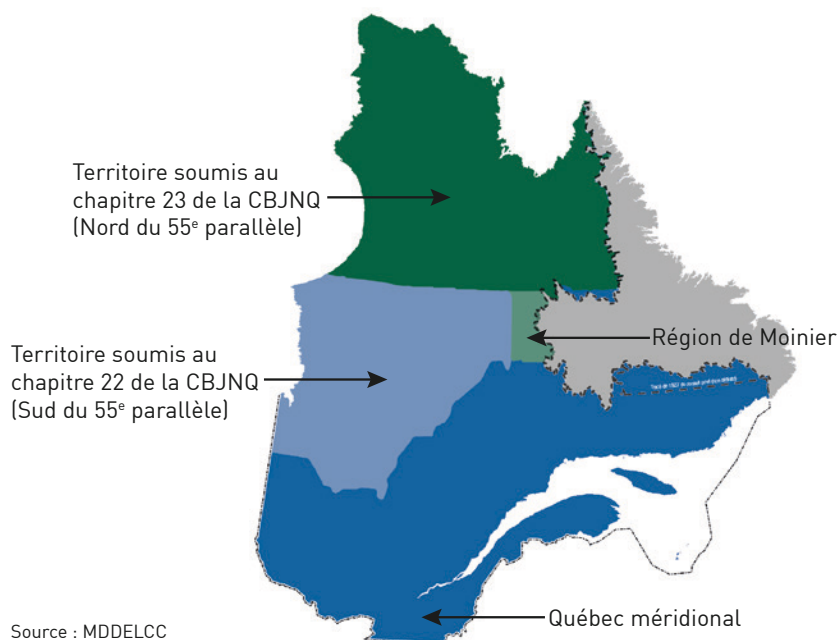 Territoire soumis au
chapitre 23 de la CBJNQ
(Nord du 55e parallèle)
Région de Moinier
Territoire soumis au
chapitre 22 de la CBJNQ
(Sud du 55e parallèle)
Québec méridional
Source : MDDELCC